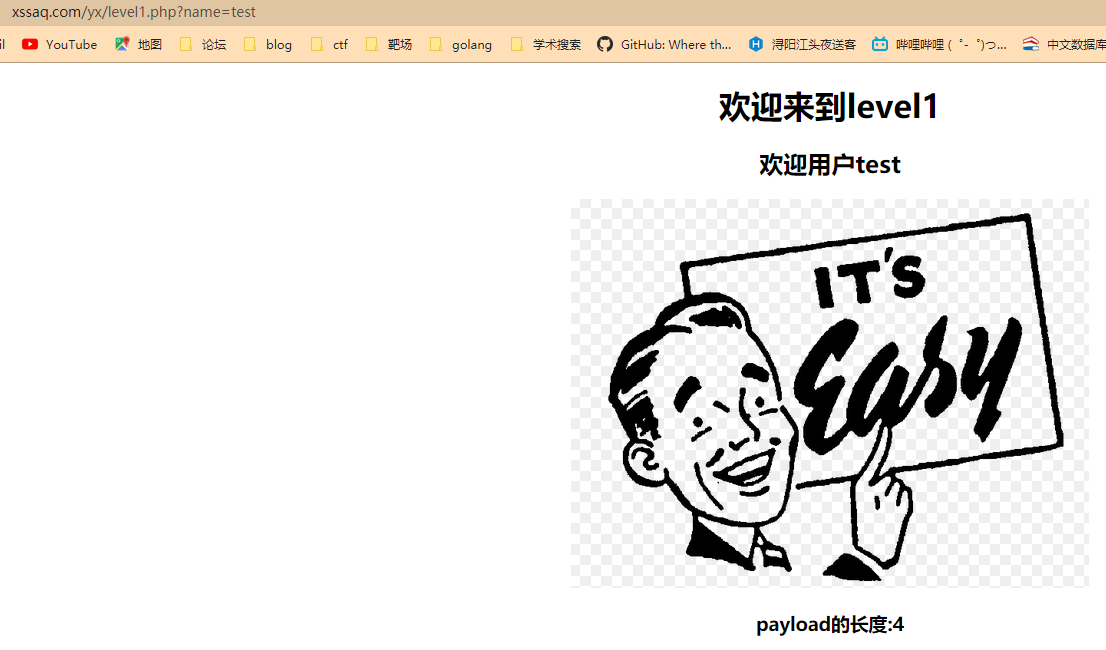 xssaq.com/yx/level1.php?name=test
il YouTube 地图 论坛 blog ctf 靶场 golang 学术搜索 GitHub: Where th... 浔阳江头夜送客 哔哩哔哩 ( ゜- ゜)つ... 中文数据库
欢迎来到level1
欢迎用户test
IT'S
Easy
payload的长度:4